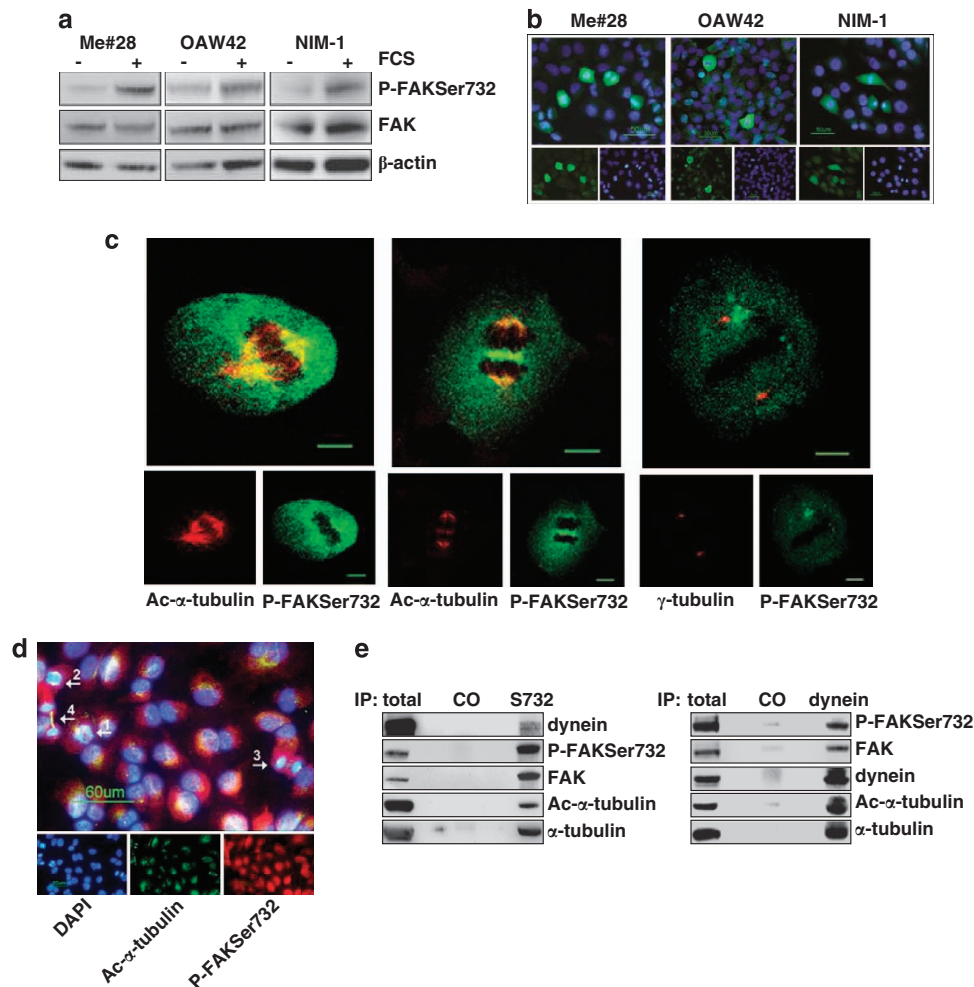 a
Me#28 OAW42 NIM-1
- + - + - + FCS
P-FAKSer732
FAK
β-actin
b
Me#28 OAW42 NIM-1
c
Ac-α-tubulin P-FAKSer732 Ac-α-tubulin P-FAKSer732 γ-tubulin P-FAKSer732
d
2
4
1
3
60um
DAPI
Ac-α-tubulin
P-FAKSer732
e
IP: total CO S732
dynein
P-FAKSer732
FAK
Ac-α-tubulin
α-tubulin
IP: total CO dynein
P-FAKSer732
FAK
dynein
Ac-α-tubulin
α-tubulin